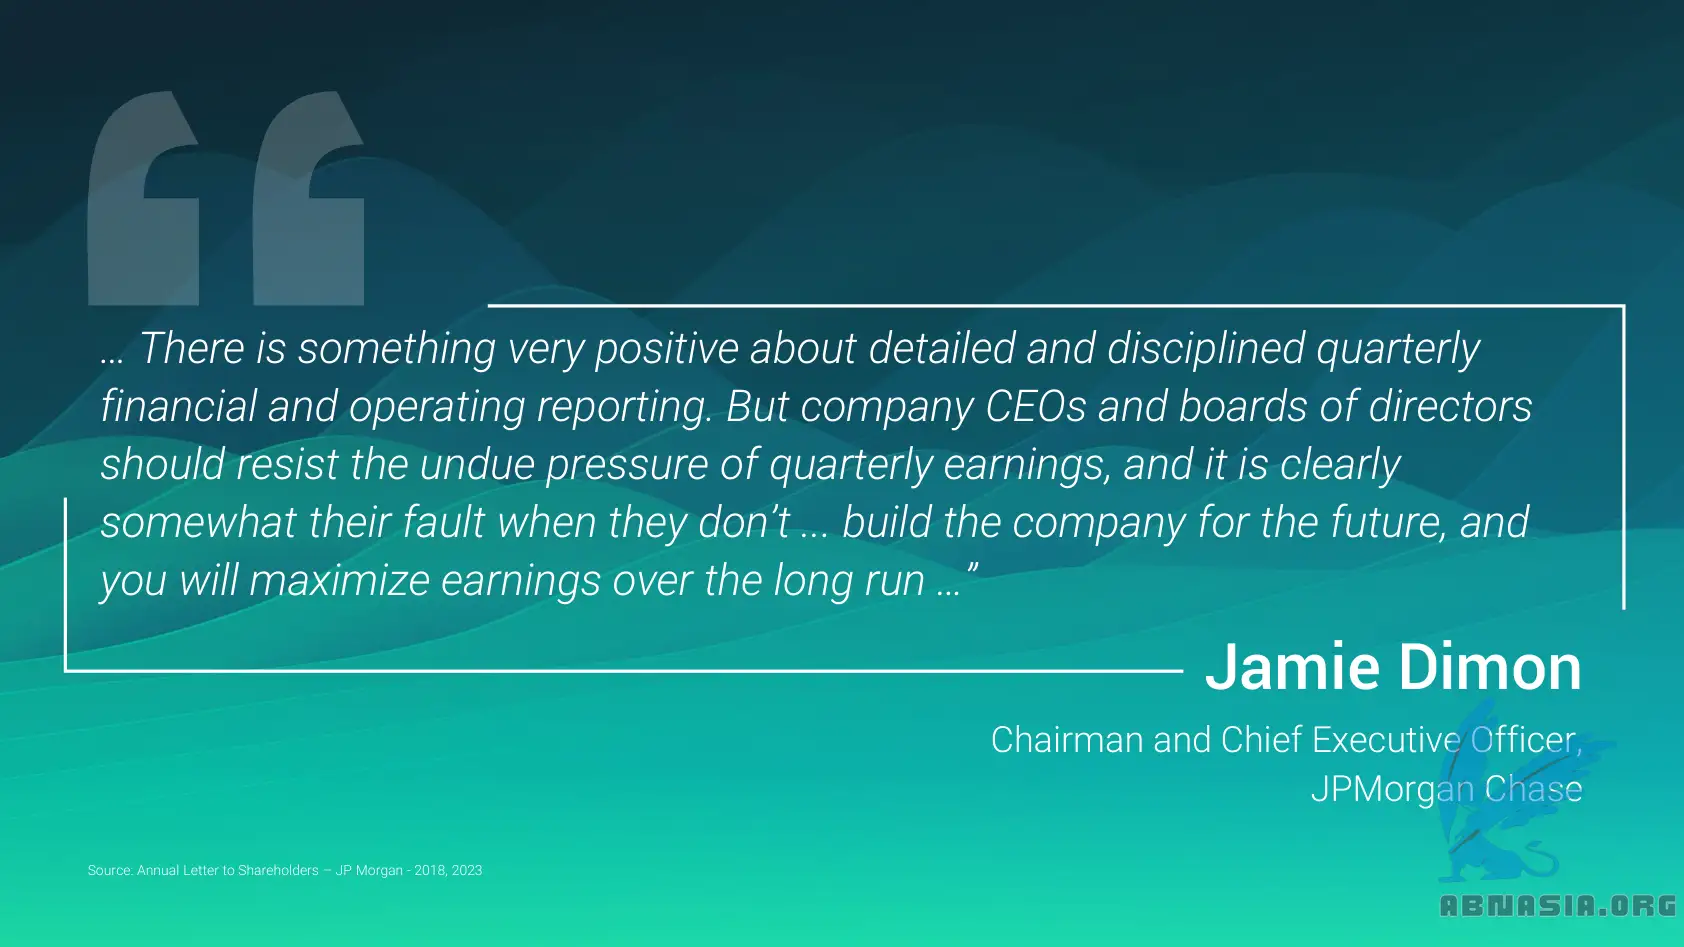 … There is something very positive about detailed and disciplined quarterly
financial and operating reporting. But company CEOs and boards of directors
should resist the undue pressure of quarterly earnings, and it is clearly
somewhat their fault when they don’t ... build the company for the future, and
you will maximize earnings over the long run …”
Jamie Dimon
Chairman and Chief Executive Officer,
JPMorgan Chase
Source: Annual Letter to Shareholders – JP Morgan - 2018, 2023
ABNASIA.ORG